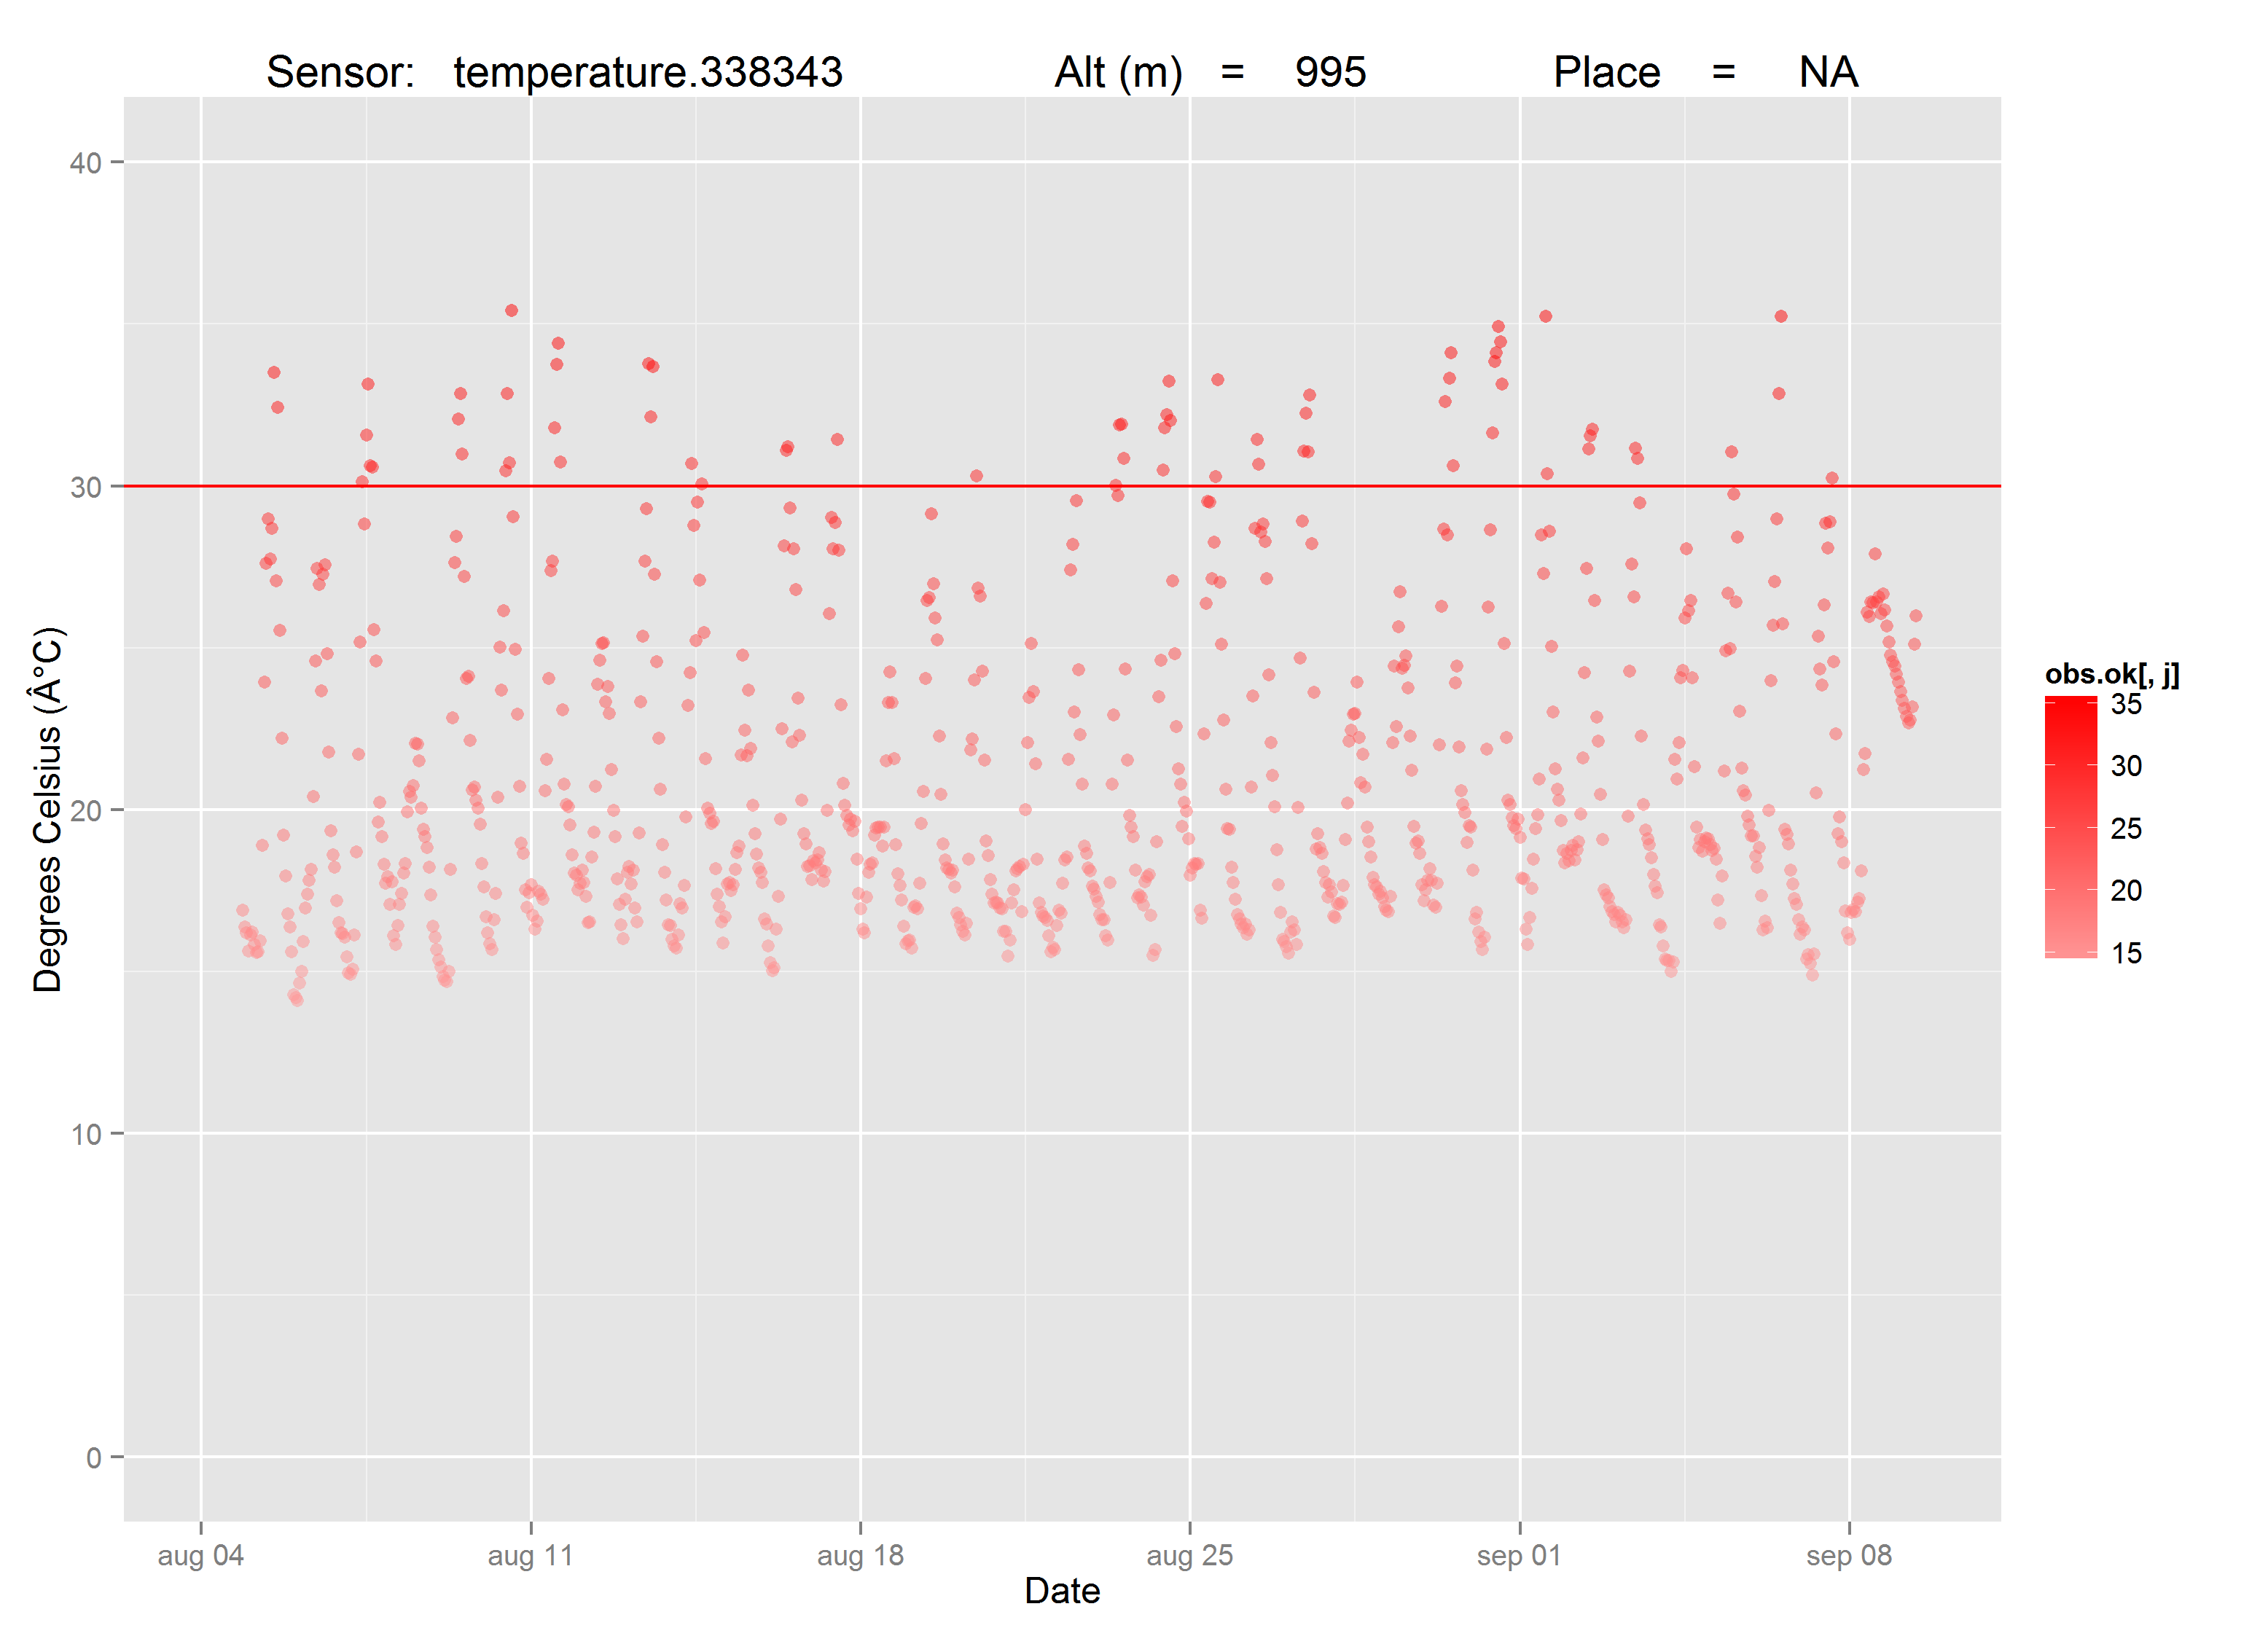 Sensor: temperature.338343 Alt (m) = 995 Place = NA
Degrees Celsius (Â°C)
40
30
20
10
0
aug 04 aug 11 aug 18 aug 25 sep 01 sep 08
Date
obs.ok[, j]
35
30
25
20
15